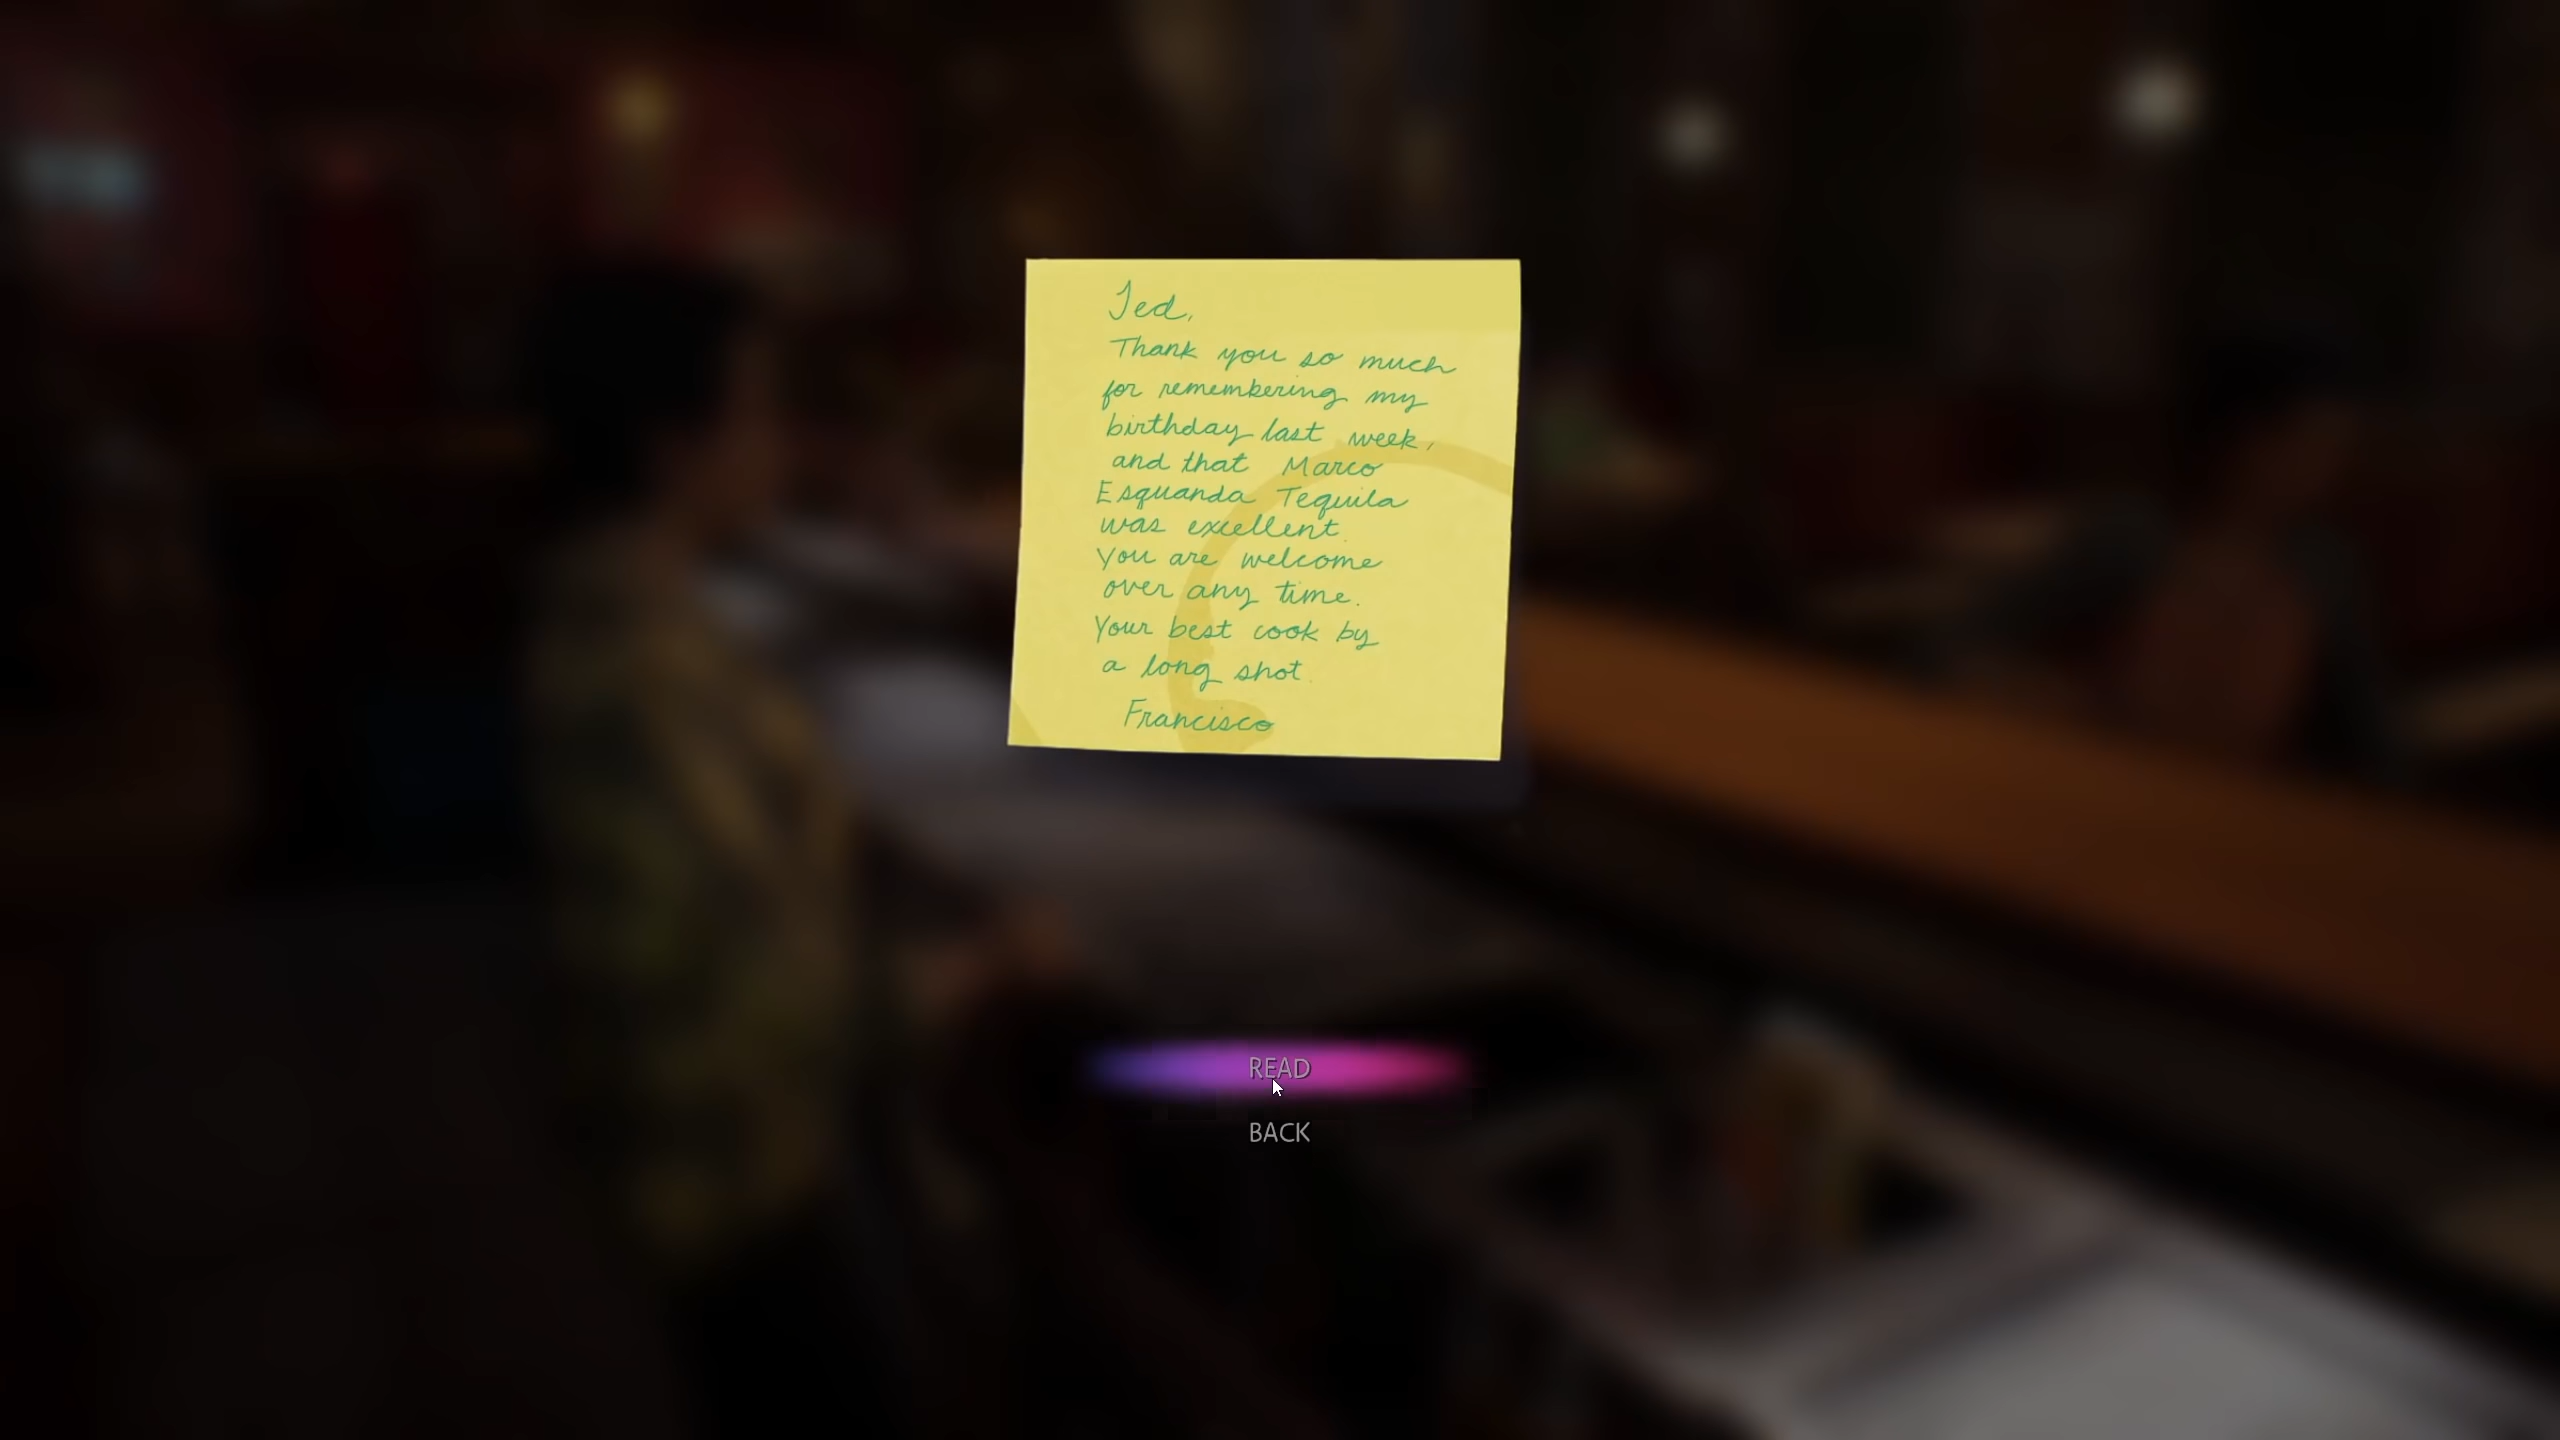 Jed,
Thank you so much
for remembering my
birthday last week,
and that Marco
Esquanda Tequila
was excellent.
You are welcome
over any time.
Your best cook by
a long shot.
Francisco
READ
BACK